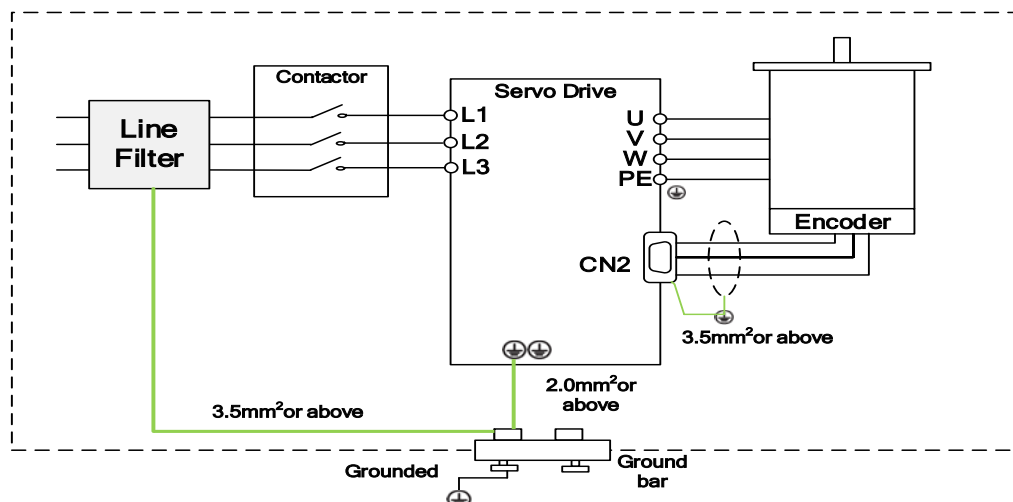 Contactor
Servo Drive
Line
Filter
L1
L2
L3
U
V
W
PE
Encoder
CN2
3.5mm²or above
2.0mm²or
above
3.5mm²or above
Grounded
Ground
bar